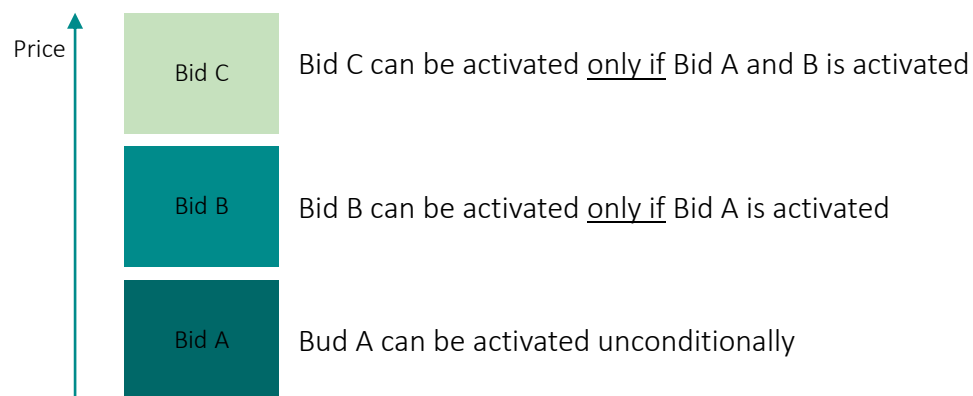 Price
Bid C
Bid C can be activated only if Bid A and B is activated
Bid B
Bid B can be activated only if Bid A is activated
Bid A
Bud A can be activated unconditionally